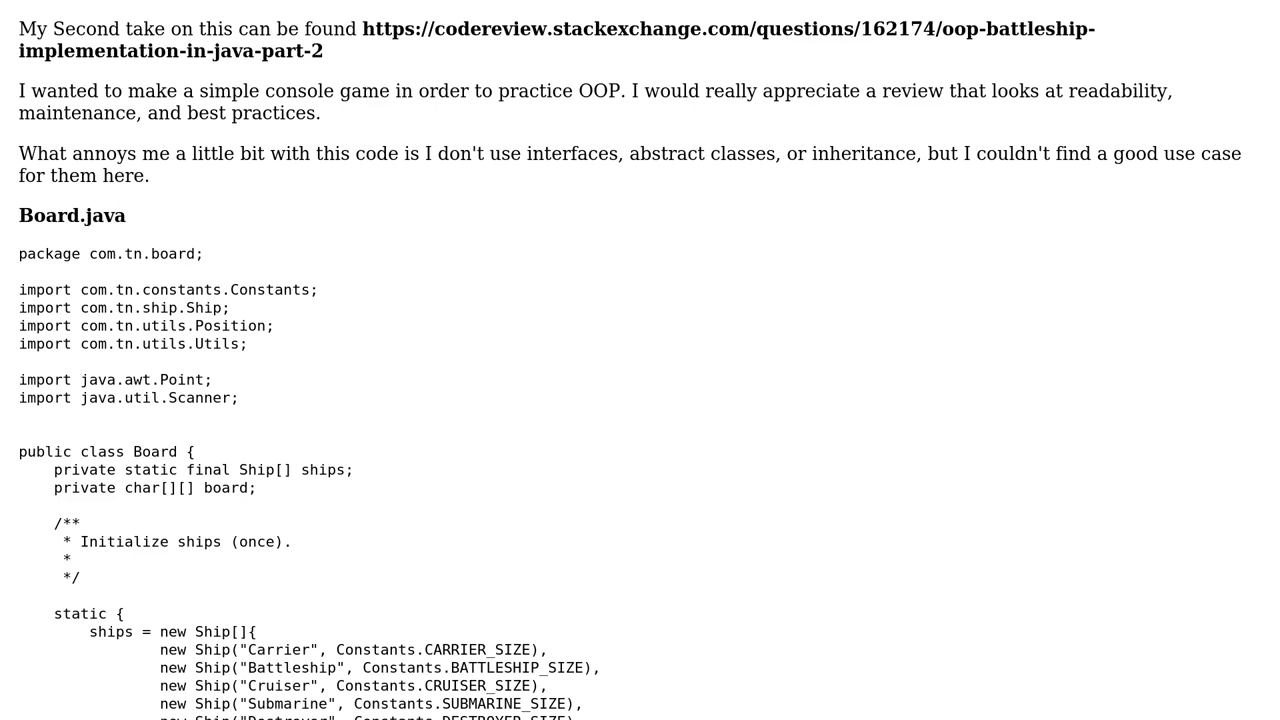 My Second take on this can be found https://codereview.stackexchange.com/questions/162174/oop-battleship-
implementation-in-java-part-2
I wanted to make a simple console game in order to practice OOP. I would really appreciate a review that looks at readability,
maintenance, and best practices.
What annoys me a little bit with this code is I don't use interfaces, abstract classes, or inheritance, but I couldn't find a good use case
for them here.
Board.java
package com.tn.board;
import com.tn.constants.Constants;
import com.tn.ship.Ship;
import com.tn.utils.Position;
import com.tn.utils.Utils;
import java.awt.Point;
import java.util.Scanner;
public class Board {
    private static final Ship[] ships;
    private char[][] board;
    /**
     * Initialize ships (once).
     *
     */
    static {
        ships = new Ship[]{
                new Ship("Carrier", Constants.CARRIER_SIZE),
                new Ship("Battleship", Constants.BATTLESHIP_SIZE),
                new Ship("Cruiser", Constants.CRUISER_SIZE),
                new Ship("Submarine", Constants.SUBMARINE_SIZE),
                new Ship("Destroyer", Constants.DESTROYER_SIZE)